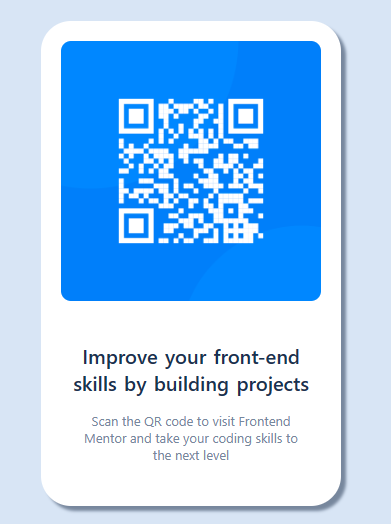 Improve your front-end
skills by building projects
Scan the QR code to visit Frontend
Mentor and take your coding skills to
the next level